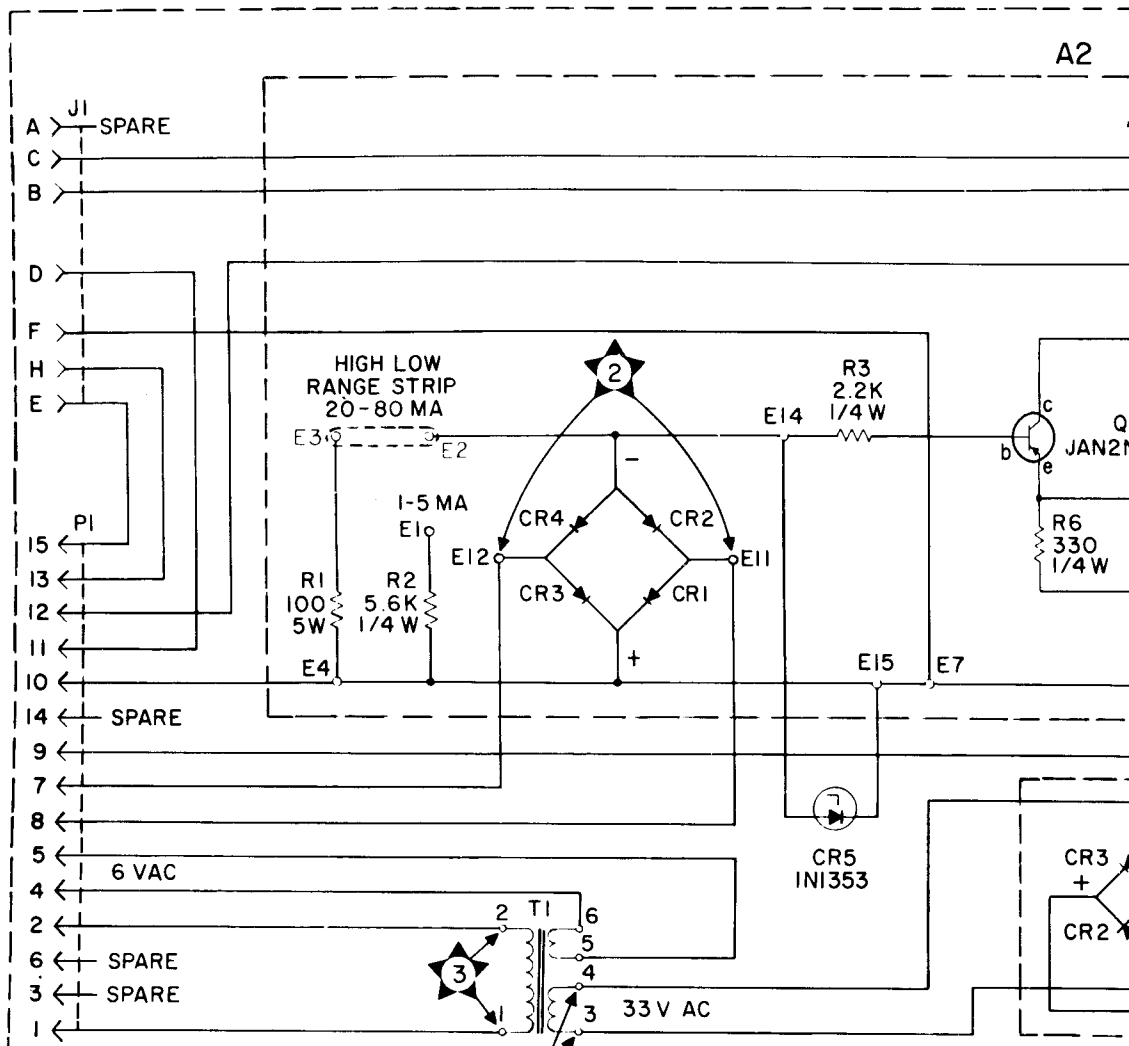 A2
J1
A SPARE
C
B
D
F
H
E
HIGH LOW
RANGE STRIP
20-80 MA
E3
E2
2
E14
R3
2.2K
1/4 W
c
b
e
Q
JAN2N
R6
330
1/4 W
1-5 MA
E1
CR4
-
CR2
E12
E11
CR3
CR1
+
R1
100
5W
R2
5.6K
1/4 W
E4
E15
E7
P1
15
13
12
11
10
14 SPARE
9
7
8
5
6 VAC
4
2
6 SPARE
3 SPARE
1
CR5
1N1353
CR3
+
CR2
T1
2
1
3
6
5
4
3
33V AC